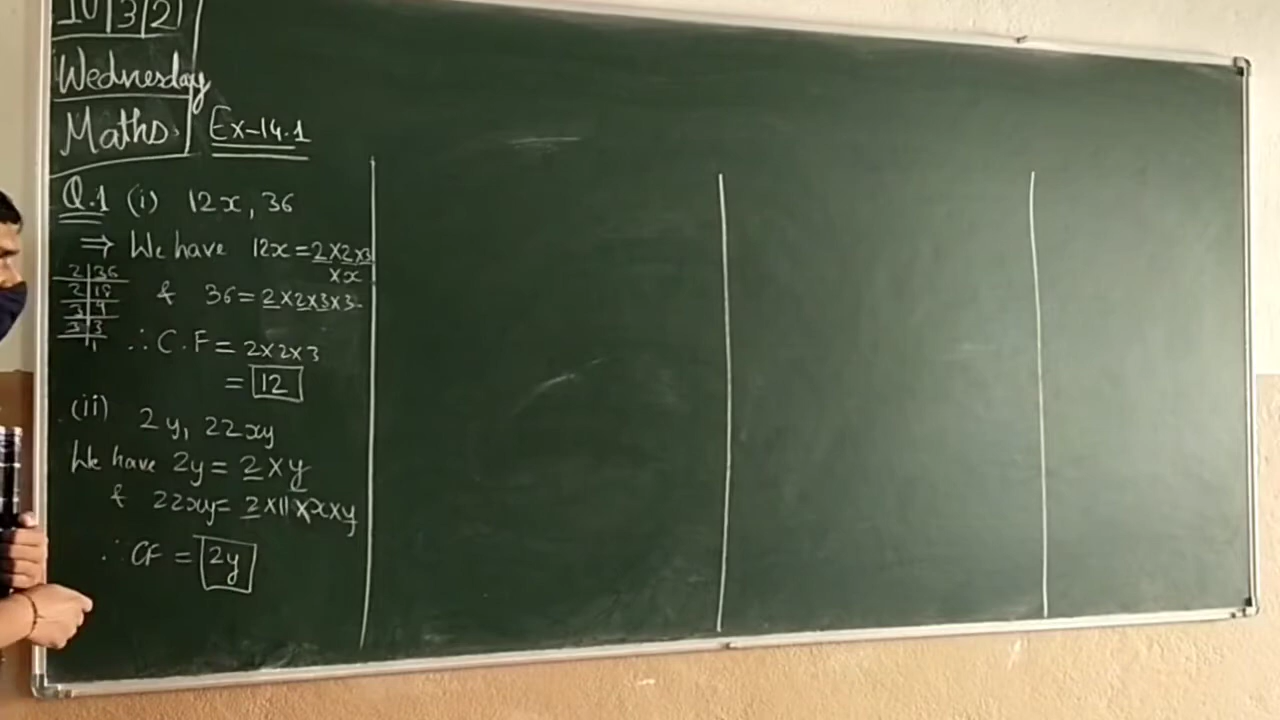 10|3|21
Wednesday
Maths.
Ex-14.1
Q.1 (i) 12x, 36
⇒ We have 12x = 2×2×3
×x
2|36
2|18
3|9
3|3
1
& 36 = 2×2×3×3
∴ C.F = 2×2×3
= 12
(ii) 2y, 22xy
We have 2y = 2×y
& 22xy = 2×11×x×y
∴ CF = 2y